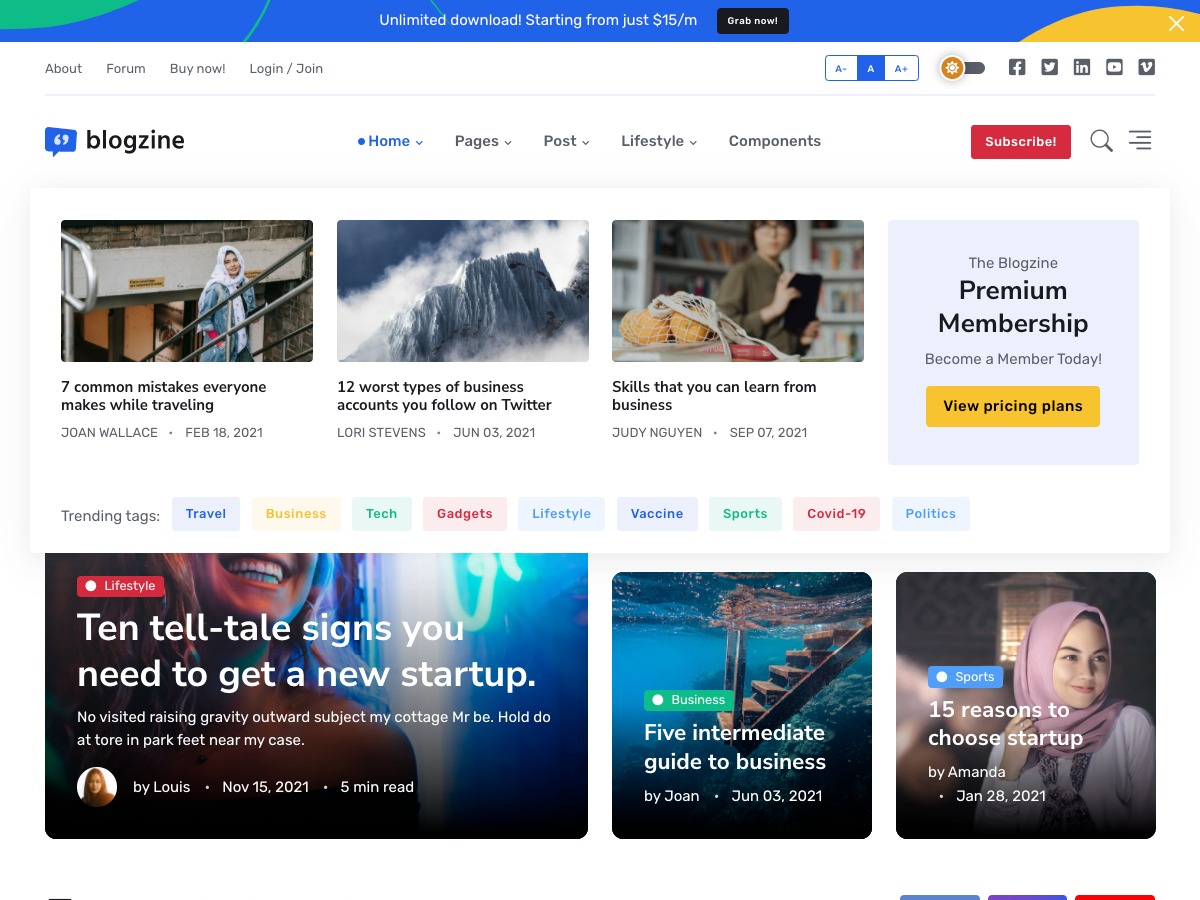 Unlimited download! Starting from just $15/m
Grab now!
About
Forum
Buy now!
Login / Join
A-
A
A+
blogzine
Home
Pages
Post
Lifestyle
Components
Subscribe!
7 common mistakes everyone
makes while traveling
JOAN WALLACE • FEB 18, 2021
12 worst types of business
accounts you follow on Twitter
LORI STEVENS • JUN 03, 2021
Skills that you can learn from
business
JUDY NGUYEN • SEP 07, 2021
The Blogzine
Premium
Membership
Become a Member Today!
View pricing plans
Trending tags:
Travel
Business
Tech
Gadgets
Lifestyle
Vaccine
Sports
Covid-19
Politics
Lifestyle
Ten tell-tale signs you
need to get a new startup.
No visited raising gravity outward subject my cottage Mr be. Hold do
at tore in park feet near my case.
by Louis • Nov 15, 2021 • 5 min read
Business
Five intermediate
guide to business
by Joan • Jun 03, 2021
Sports
15 reasons to
choose startup
by Amanda
• Jan 28, 2021